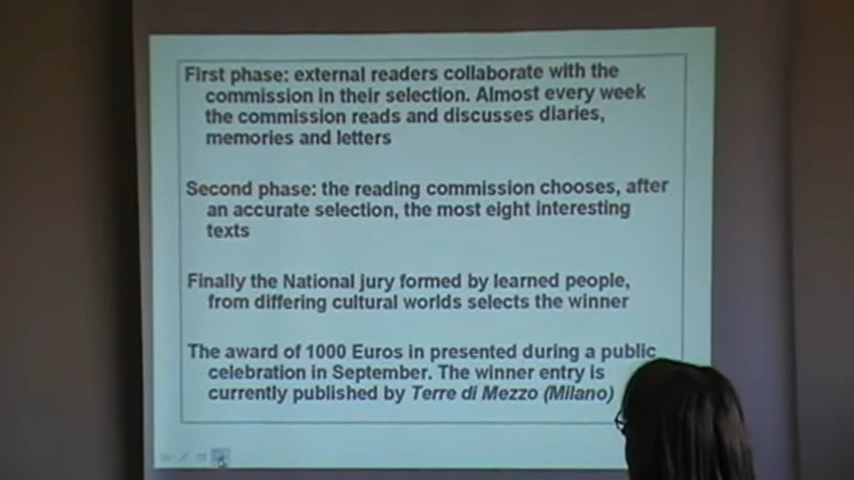 First phase: external readers collaborate with the
commission in their selection. Almost every week
the commission reads and discusses diaries,
memories and letters
Second phase: the reading commission chooses, after
an accurate selection, the most eight interesting
texts
Finally the National jury formed by learned people,
from differing cultural worlds selects the winner
The award of 1000 Euros in presented during a public
celebration in September. The winner entry is
currently published by Terre di Mezzo (Milano)